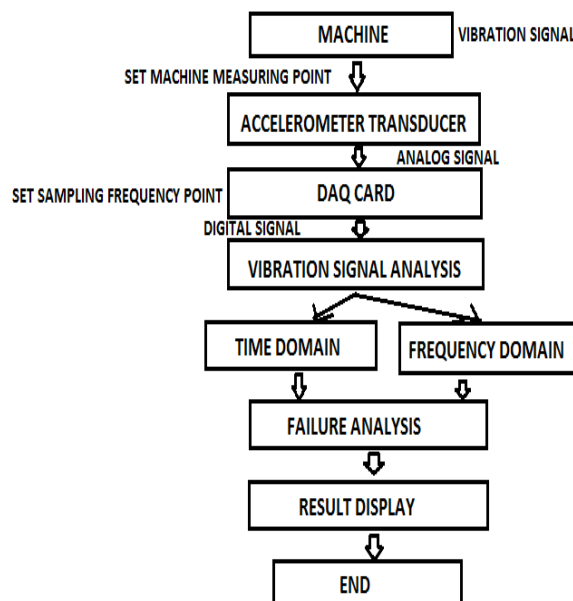 MACHINE
VIBRATION SIGNAL
SET MACHINE MEASURING POINT
ACCELEROMETER TRANSDUCER
ANALOG SIGNAL
SET SAMPLING FREQUENCY POINT
DAQ CARD
DIGITAL SIGNAL
VIBRATION SIGNAL ANALYSIS
TIME DOMAIN
FREQUENCY DOMAIN
FAILURE ANALYSIS
RESULT DISPLAY
END